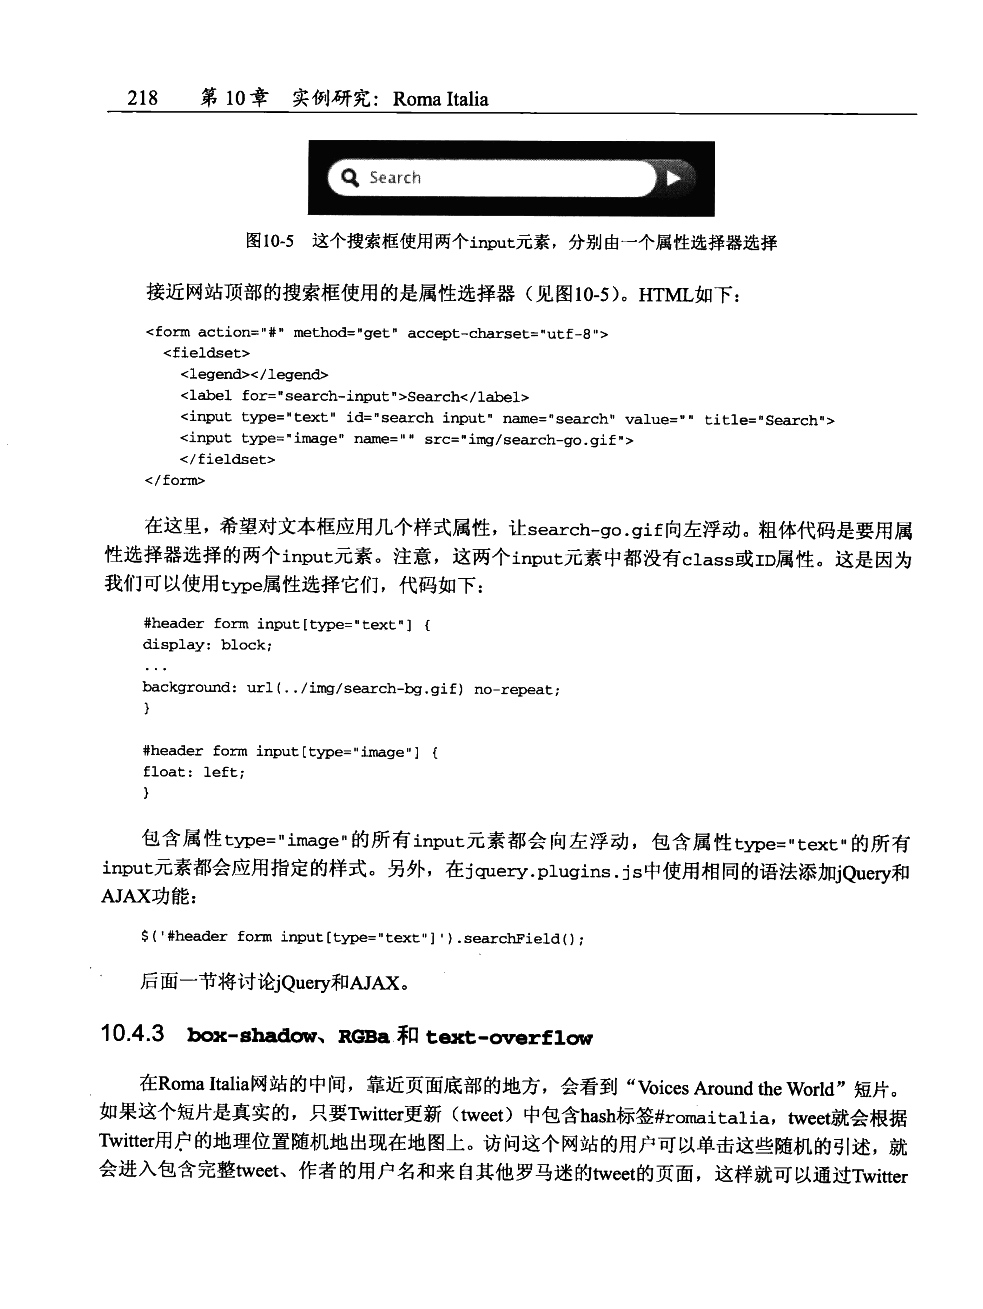 218 第 10 章 实例研究：Roma Italia
Search
图10-5 这个搜索框使用两个input元素，分别由一个属性选择器选择
接近网站顶部的搜索框使用的是属性选择器（见图10-5）。HTML如下：
<form action="#" method="get" accept-charset="utf-8">
<fieldset>
<legend></legend>
<label for="search-input">Search</label>
<input type="text" id="search input" name="search" value="" title="Search">
<input type="image" name="" src="img/search-go.gif">
</fieldset>
</form>
在这里，希望对文本框应用几个样式属性，让search-go.gif向左浮动。粗体代码是要用属
性选择器选择的两个input元素。注意，这两个input元素中都没有class或ID属性。这是因为
我们可以使用type属性选择它们，代码如下：
#header form input[type="text"] {
display: block;
...
background: url(../img/search-bg.gif) no-repeat;
}
#header form input[type="image"] {
float: left;
}
包含属性type="image"的所有input元素都会向左浮动，包含属性type="text"的所有
input元素都会应用指定的样式。另外，在jquery.plugins.js中使用相同的语法添加jQuery和
AJAX功能：
$('#header form input[type="text"]').searchField();
后面一节将讨论jQuery和AJAX。
10.4.3 box-shadow、RGBa 和 text-overflow
在Roma Italia网站的中间，靠近页面底部的地方，会看到“Voices Around the World”短片。
如果这个短片是真实的，只要Twitter更新（tweet）中包含hash标签#romaitalia，tweet就会根据
Twitter用户的地理位置随机地出现在地图上。访问这个网站的用户可以单击这些随机的引述，就
会进入包含完整tweet、作者的用户名和来自其他罗马迷的tweet的页面，这样就可以通过Twitter